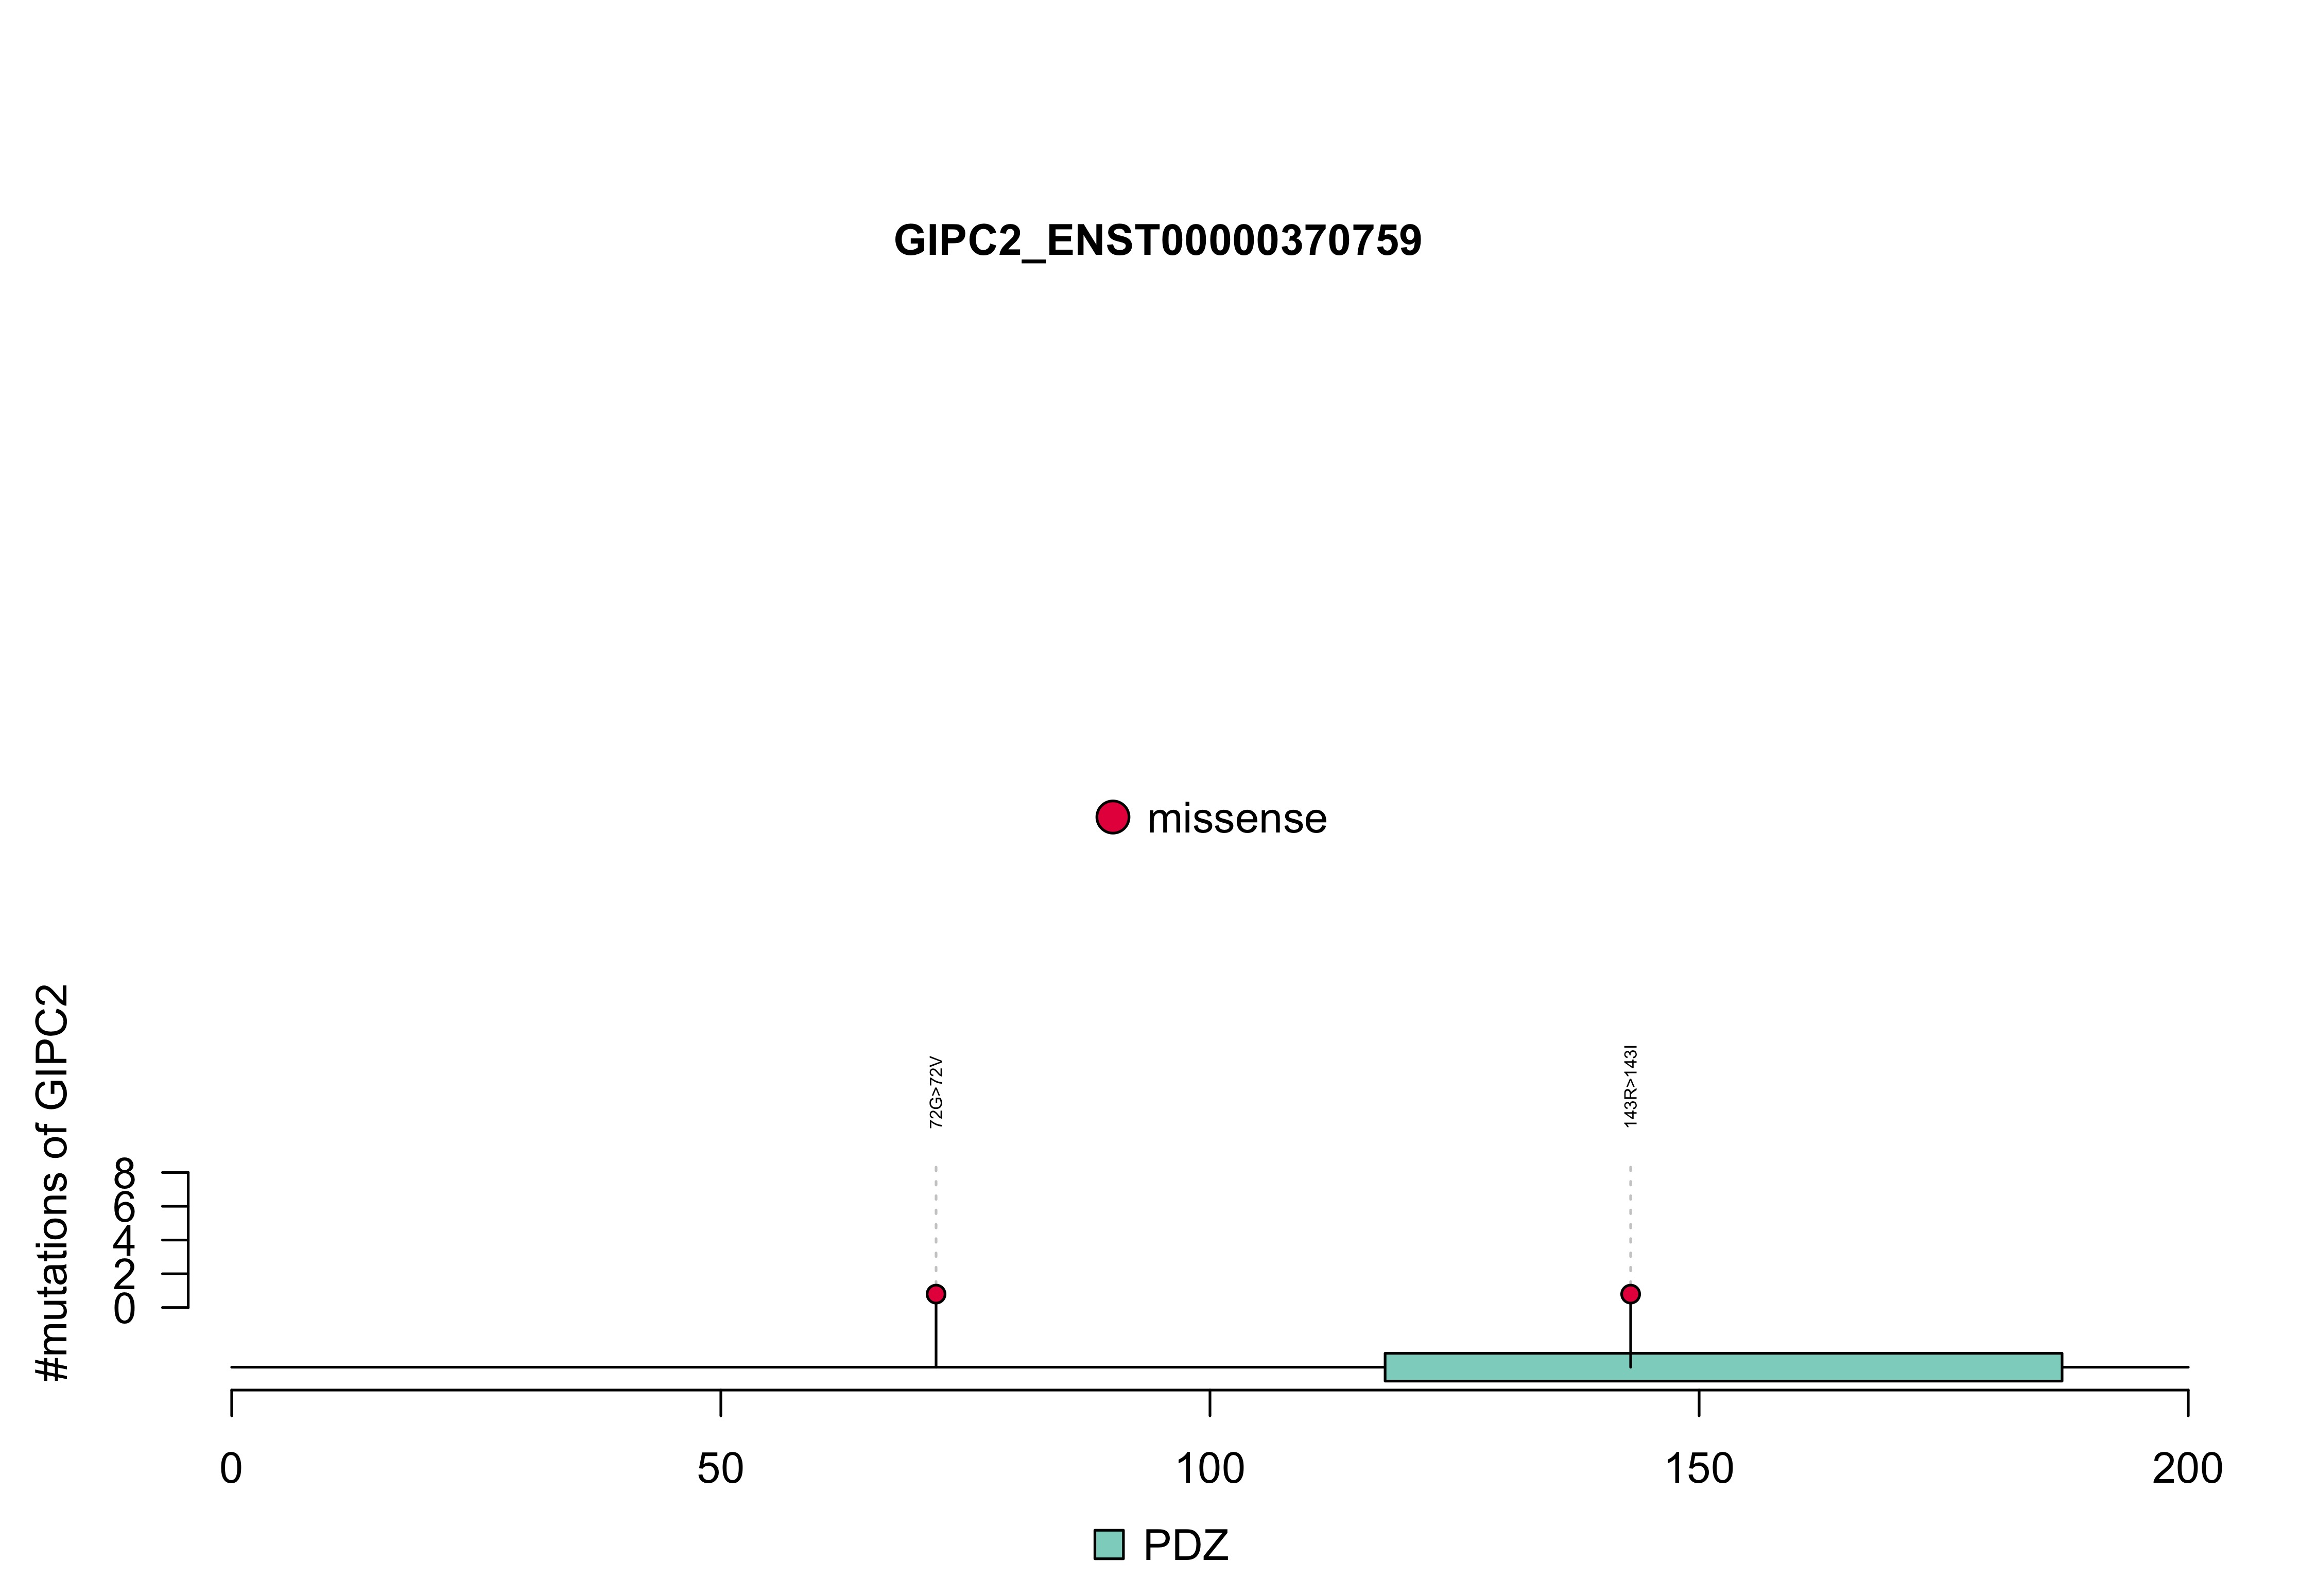 GIPC2_ENST00000370759
missense
#mutations of GIPC2
72G>72V
143R>143I
8
6
4
2
0
0 50 100 150 200
PDZ